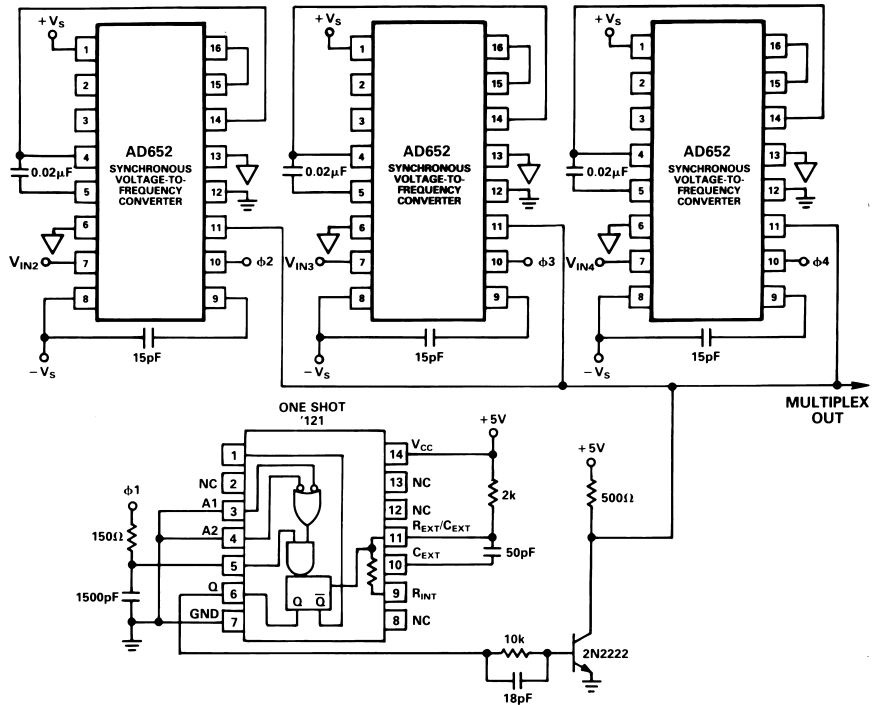 +VS
1
2
3
4
5
6
7
8
16
15
14
13
12
11
10
9
AD652
SYNCHRONOUS
VOLTAGE-TO-
FREQUENCY
CONVERTER
0.02μF
VIN2
ϕ2
15pF
−VS
+VS
1
2
3
4
5
6
7
8
16
15
14
13
12
11
10
9
AD652
SYNCHRONOUS
VOLTAGE-TO-
FREQUENCY
CONVERTER
0.02μF
VIN3
ϕ3
15pF
−VS
+VS
1
2
3
4
5
6
7
8
16
15
14
13
12
11
10
9
AD652
SYNCHRONOUS
VOLTAGE-TO-
FREQUENCY
CONVERTER
0.02μF
VIN4
ϕ4
15pF
−VS
MULTIPLEX
OUT
ONE SHOT
'121
ϕ1
150Ω
1500pF
1
NC 2
A1 3
A2 4
5
Q 6
GND 7
Q Q̅
14 VCC
13 NC
12 NC
11 REXT/CEXT
10 CEXT
9 RINT
8 NC
+5V
2k
50pF
+5V
500Ω
10k
18pF
2N2222